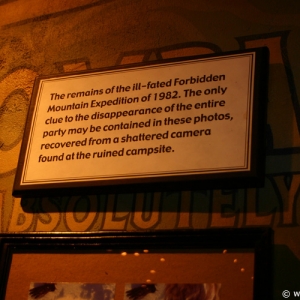 The remains of the ill-fated Forbidden
Mountain Expedition of 1982. The only
clue to the disappearance of the entire
party may be contained in these photos,
recovered from a shattered camera
found at the ruined campsite.
ABSOLUTELY
© w